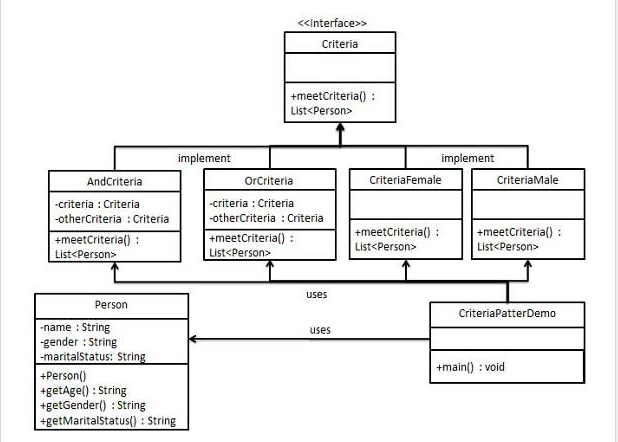 <<Interface>>
Criteria
+meetCriteria() :
List<Person>
implement
implement
AndCriteria
-criteria : Criteria
-otherCriteria : Criteria
+meetCriteria() :
List<Person>
OrCriteria
-criteria : Criteria
-otherCriteria : Criteria
+meetCriteria() :
List<Person>
CriteriaFemale
+meetCriteria() :
List<Person>
CriteriaMale
+meetCriteria() :
List<Person>
uses
Person
-name : String
-gender : String
-maritalStatus: String
+Person()
+getAge() : String
+getGender() : String
+getMaritalStatus() : String
uses
CriteriaPatterDemo
+main() : void